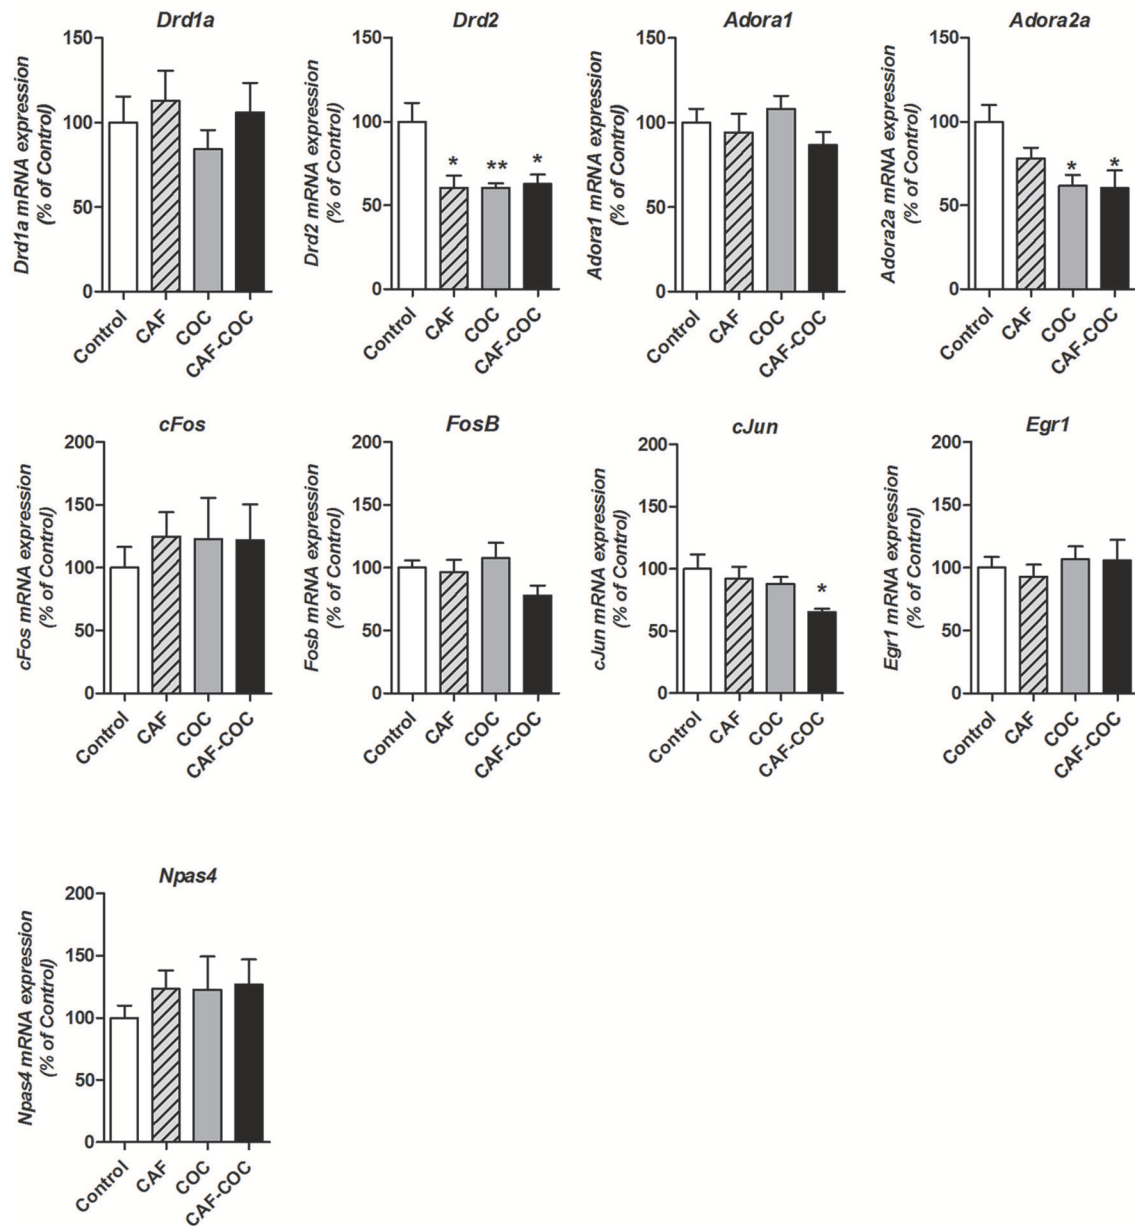 Drd1a
Drd1a mRNA expression
(% of Control)
150
100
50
0
Control
CAF
COC
CAF-COC
Drd2
Drd2 mRNA expression
(% of Control)
150
100
50
0
*
**
*
Control
CAF
COC
CAF-COC
Adora1
Adora1 mRNA expression
(% of Control)
150
100
50
0
Control
CAF
COC
CAF-COC
Adora2a
Adora2a mRNA expression
(% of Control)
150
100
50
0
*
*
Control
CAF
COC
CAF-COC
cFos
cFos mRNA expression
(% of Control)
200
150
100
50
0
Control
CAF
COC
CAF-COC
FosB
Fosb mRNA expression
(% of Control)
200
150
100
50
0
Control
CAF
COC
CAF-COC
cJun
cJun mRNA expression
(% of Control)
200
150
100
50
0
*
Control
CAF
COC
CAF-COC
Egr1
Egr1 mRNA expression
(% of Control)
200
150
100
50
0
Control
CAF
COC
CAF-COC
Npas4
Npas4 mRNA expression
(% of Control)
200
150
100
50
0
Control
CAF
COC
CAF-COC